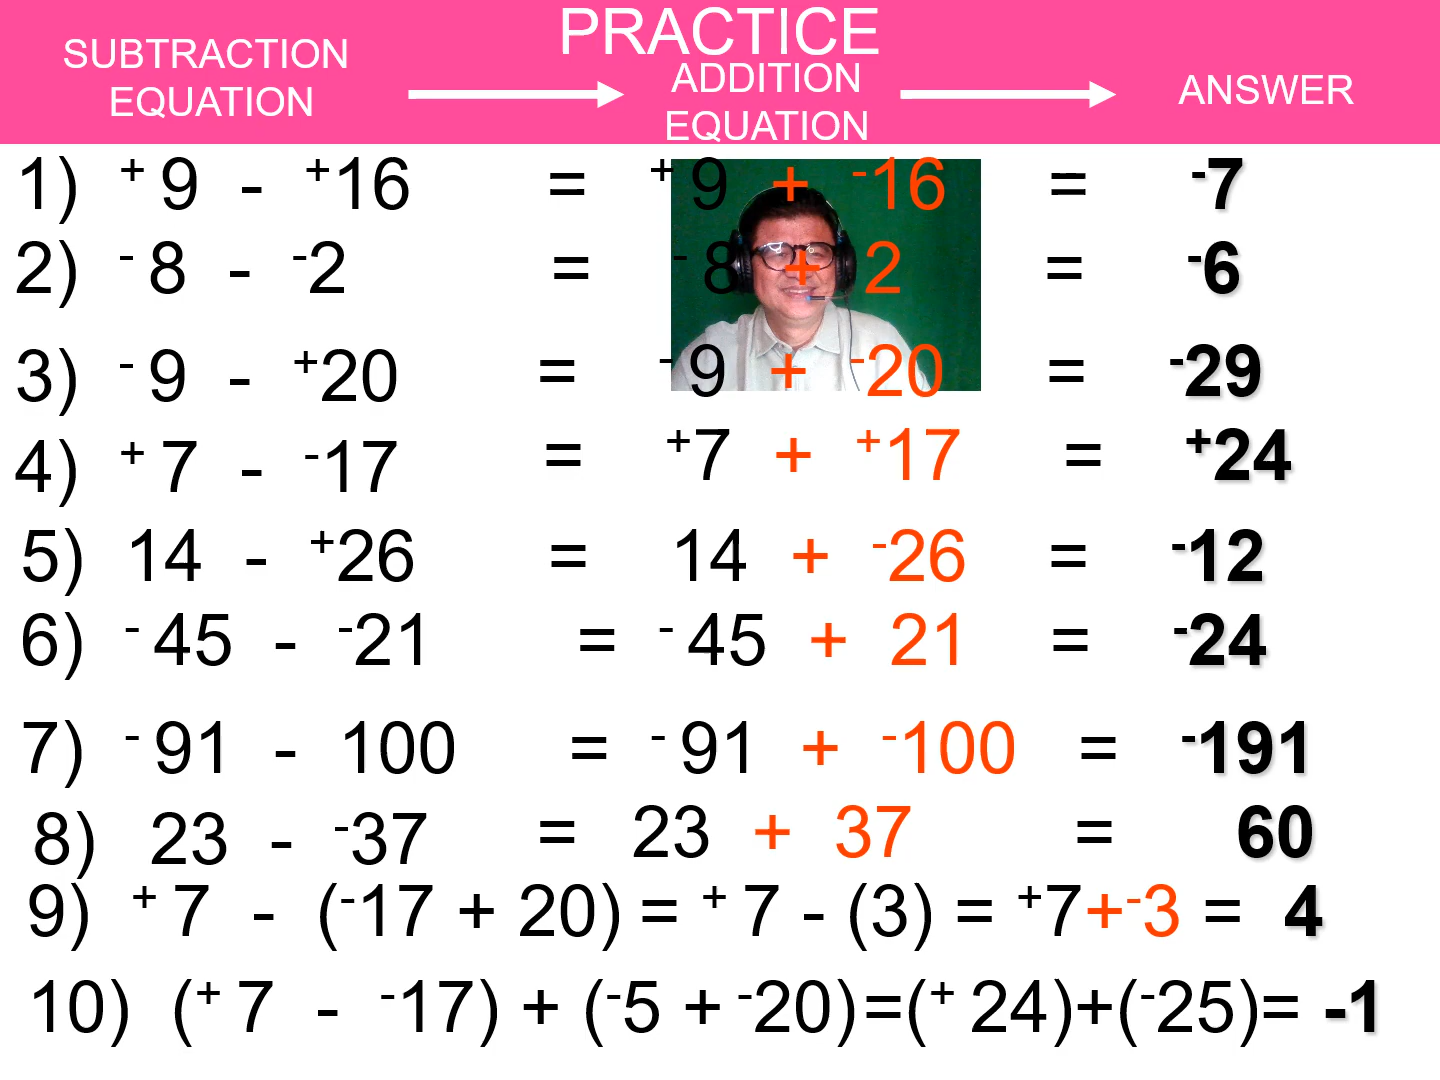 PRACTICE
SUBTRACTION EQUATION
ADDITION EQUATION
ANSWER
1) ⁺ 9 - ⁺16 = ⁺ 9 + ⁻16 = ⁻7
2) ⁻ 8 - ⁻2 = ⁻ 8 + 2 = ⁻6
3) ⁻ 9 - ⁺20 = ⁻ 9 + ⁻20 = ⁻29
4) ⁺ 7 - ⁻17 = ⁺7 + ⁺17 = ⁺24
5) 14 - ⁺26 = 14 + ⁻26 = ⁻12
6) ⁻ 45 - ⁻21 = ⁻ 45 + 21 = ⁻24
7) ⁻ 91 - 100 = ⁻ 91 + ⁻100 = ⁻191
8) 23 - ⁻37 = 23 + 37 = 60
9) ⁺ 7 - (⁻17 + 20) = ⁺ 7 - (3) = ⁺7+⁻3 = 4
10) (⁺ 7 - ⁻17) + (⁻5 + ⁻20)=(⁺ 24)+(⁻25)= -1